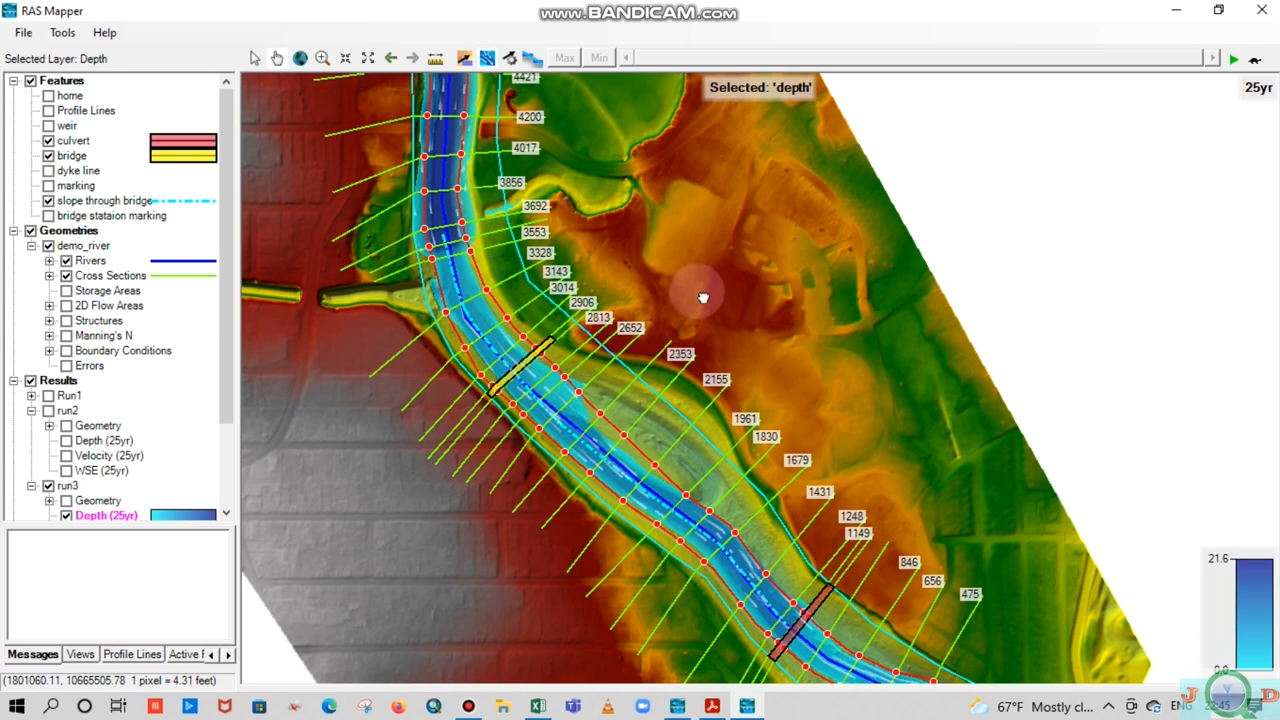 RAS Mapper
www.BANDICAM.com
File Tools Help
Selected Layer: Depth
Max Min
Features
home
Profile Lines
weir
culvert
bridge
dyke line
marking
slope through bridge
bridge stataion marking
Geometries
demo_river
Rivers
Cross Sections
Storage Areas
2D Flow Areas
Structures
Manning's N
Boundary Conditions
Errors
Results
Run1
run2
Geometry
Depth (25yr)
Velocity (25yr)
WSE (25yr)
run3
Geometry
Depth (25yr)
Messages Views Profile Lines Active F
(1801060.11, 10665505.78 1 pixel = 4.31 feet)
Selected: 'depth'
25yr
4421
4200
4017
3856
3692
3553
3328
3143
3014
2906
2813
2652
2353
2155
1961
1830
1679
1431
1248
1149
846
656
475
21.6
0.0
67°F Mostly cl...
ENG
22:45
J D